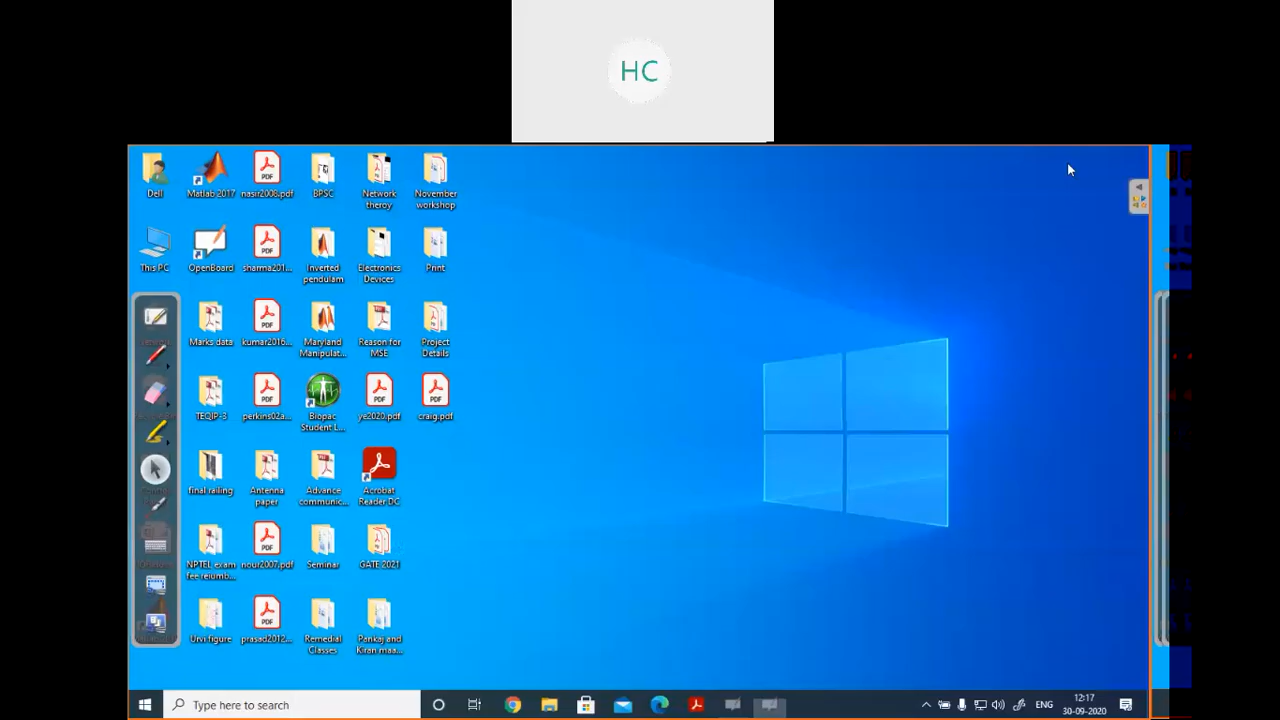 HC
Dell
Matlab 2017
nasir2008.pdf
BPSC
Network
theroy
November
workshop
This PC
OpenBoard
sharma201...
Inverted
pendulam
Electronics
Devices
Print
Marks data
kumar2016...
Maryland
Manipulat...
Reason for
MSE
Project
Details
TEQIP-3
perkins02a...
Biopac
Student L...
ye2020.pdf
craig.pdf
final railing
Antenna
paper
Advance
communic...
Acrobat
Reader DC
NPTEL exam
fee reiumb...
nour2007.pdf
Seminar
GATE 2021
Urvi figure
prasad2012...
Remedial
Classes
Pankaj and
Kiran maa...
Type here to search
ENG
12:17
30-09-2020